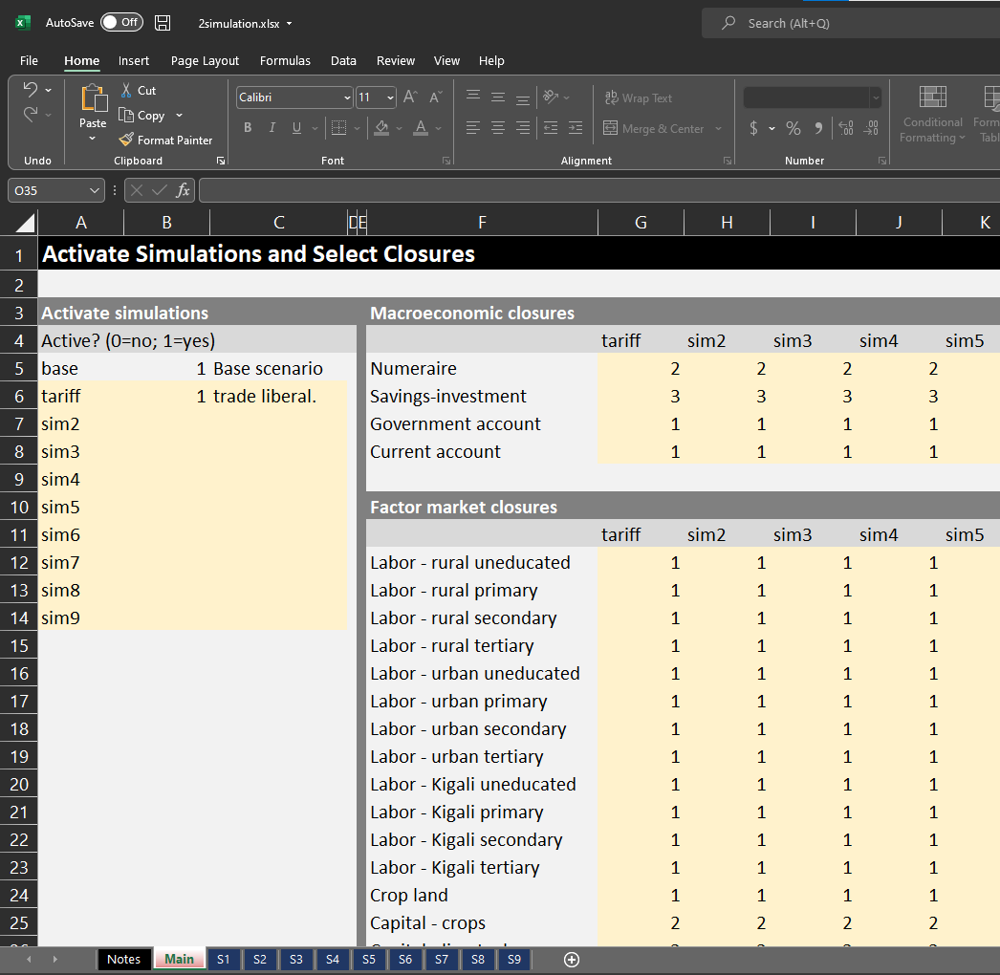 AutoSave Off 2simulation.xlsx Search (Alt+Q)
File Home Insert Page Layout Formulas Data Review View Help
Cut
Calibri 11
Wrap Text
Paste Copy
B I U
Merge & Center
$ % 9
Conditional Form
Format Painter
Formatting Tabl
Undo Clipboard Font Alignment Number
O35 fx
A B C D E F G H I J K
1 Activate Simulations and Select Closures
2
3 Activate simulations Macroeconomic closures
4 Active? (0=no; 1=yes) tariff sim2 sim3 sim4 sim5
5 base 1 Base scenario Numeraire 2 2 2 2
6 tariff 1 trade liberal. Savings-investment 3 3 3 3
7 sim2 Government account 1 1 1 1
8 sim3 Current account 1 1 1 1
9 sim4
10 sim5 Factor market closures
11 sim6 tariff sim2 sim3 sim4 sim5
12 sim7 Labor - rural uneducated 1 1 1 1
13 sim8 Labor - rural primary 1 1 1 1
14 sim9 Labor - rural secondary 1 1 1 1
15 Labor - rural tertiary 1 1 1 1
16 Labor - urban uneducated 1 1 1 1
17 Labor - urban primary 1 1 1 1
18 Labor - urban secondary 1 1 1 1
19 Labor - urban tertiary 1 1 1 1
20 Labor - Kigali uneducated 1 1 1 1
21 Labor - Kigali primary 1 1 1 1
22 Labor - Kigali secondary 1 1 1 1
23 Labor - Kigali tertiary 1 1 1 1
24 Crop land 1 1 1 1
25 Capital - crops 2 2 2 2
Notes Main S1 S2 S3 S4 S5 S6 S7 S8 S9